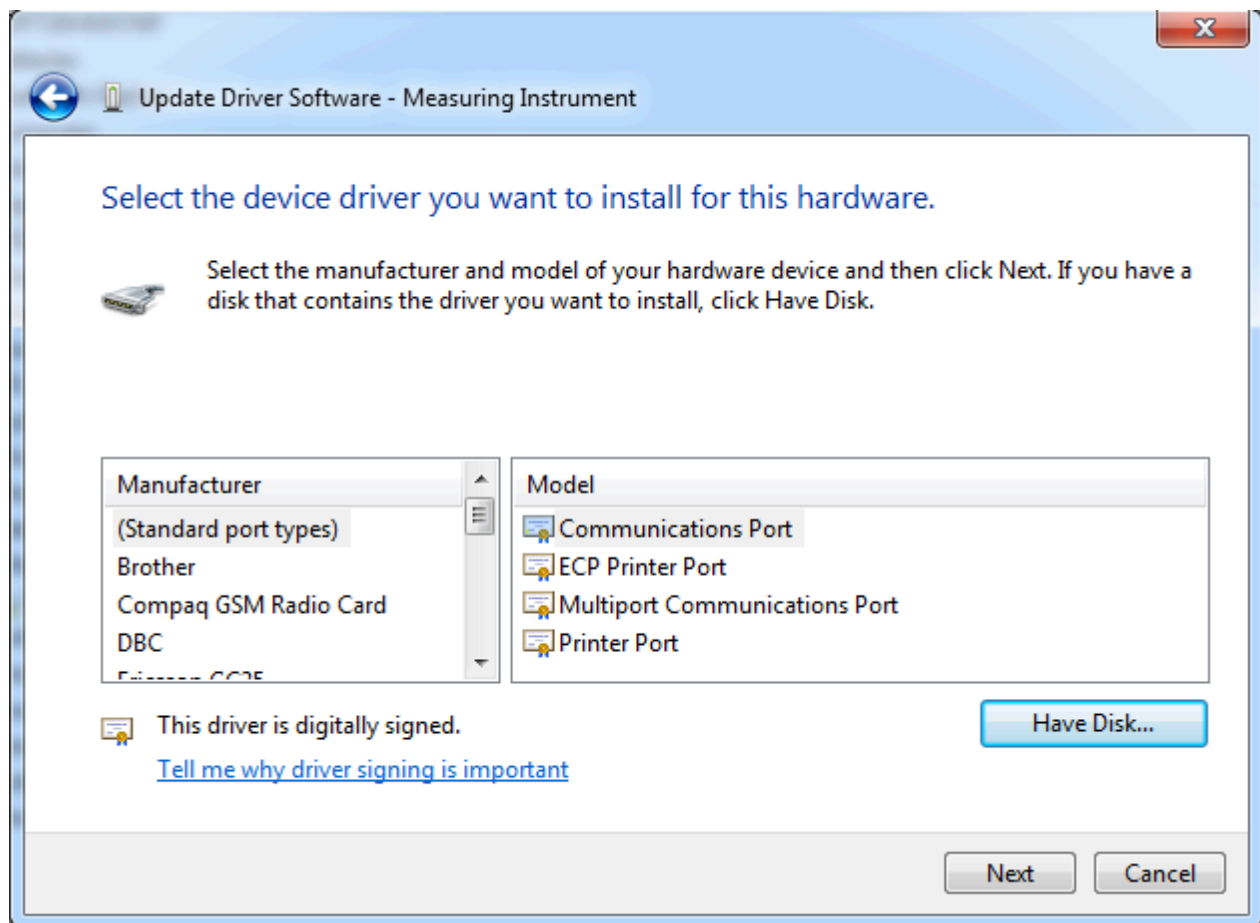 Update Driver Software - Measuring Instrument
Select the device driver you want to install for this hardware.
Select the manufacturer and model of your hardware device and then click Next. If you have a
disk that contains the driver you want to install, click Have Disk.
Manufacturer
(Standard port types)
Brother
Compaq GSM Radio Card
DBC
Model
Communications Port
ECP Printer Port
Multiport Communications Port
Printer Port
This driver is digitally signed.
Have Disk...
Tell me why driver signing is important
Next
Cancel